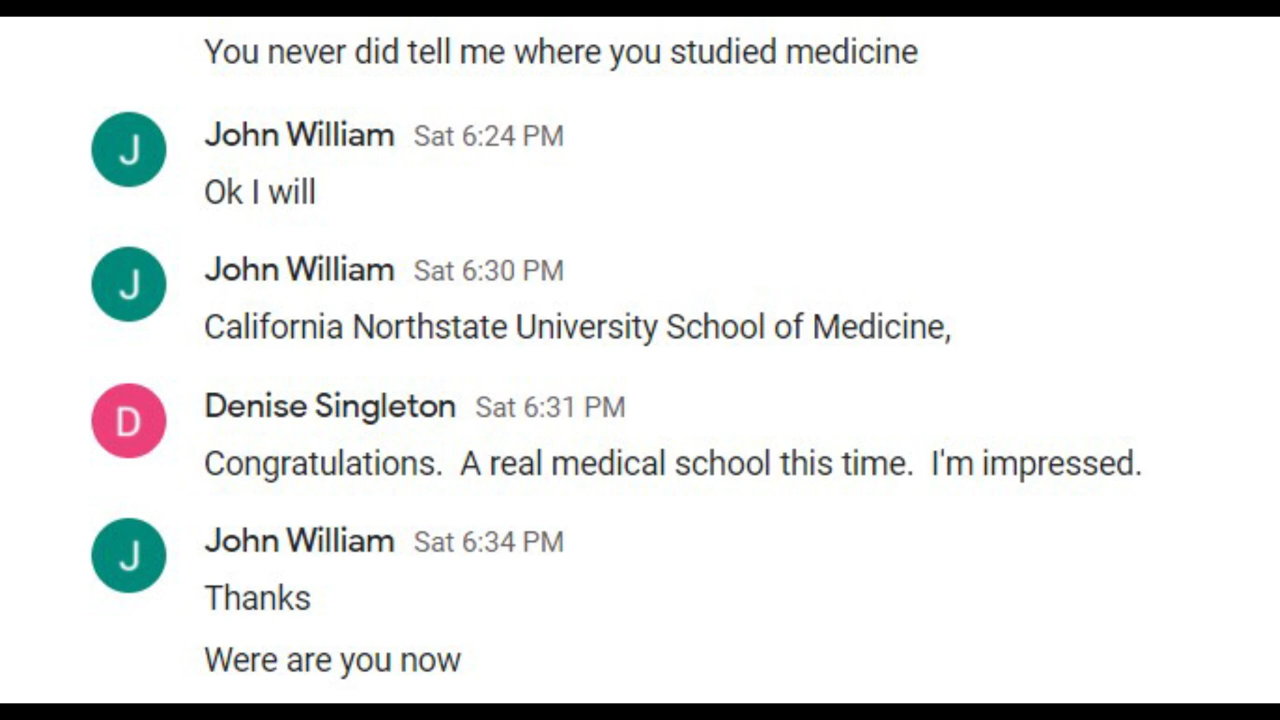 You never did tell me where you studied medicine
J
John William Sat 6:24 PM
Ok I will
J
John William Sat 6:30 PM
California Northstate University School of Medicine,
D
Denise Singleton Sat 6:31 PM
Congratulations.  A real medical school this time.  I'm impressed.
J
John William Sat 6:34 PM
Thanks
Were are you now